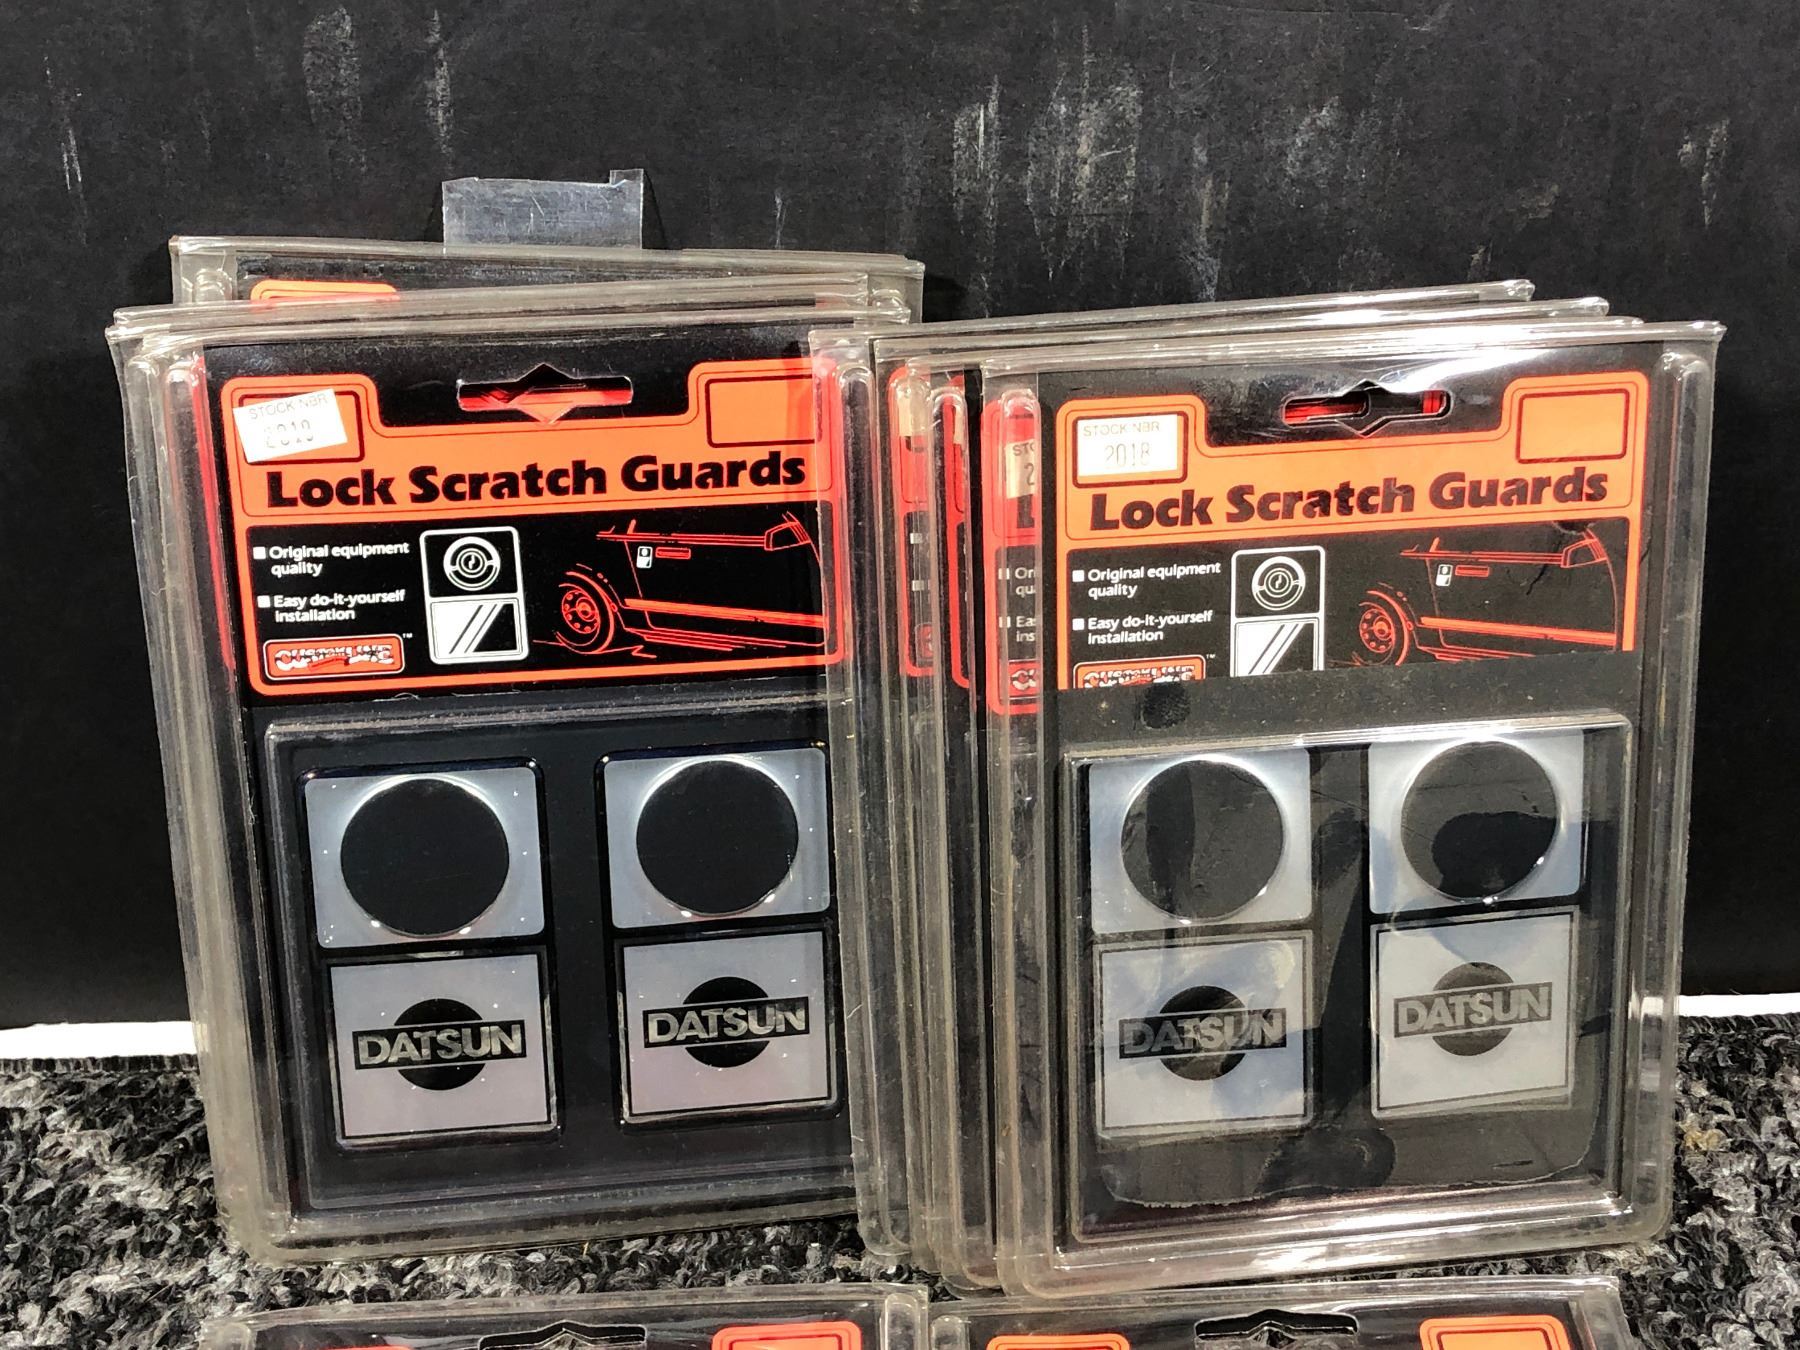 STOCK NBR
Lock Scratch Guards
Original equipment
quality
Easy do-it-yourself
installation
CUSTOMLINE™
DATSUN
DATSUN
STOCK NBR
2018
Lock Scratch Guards
Original equipment
quality
Easy do-it-yourself
installation
DATSUN
DATSUN